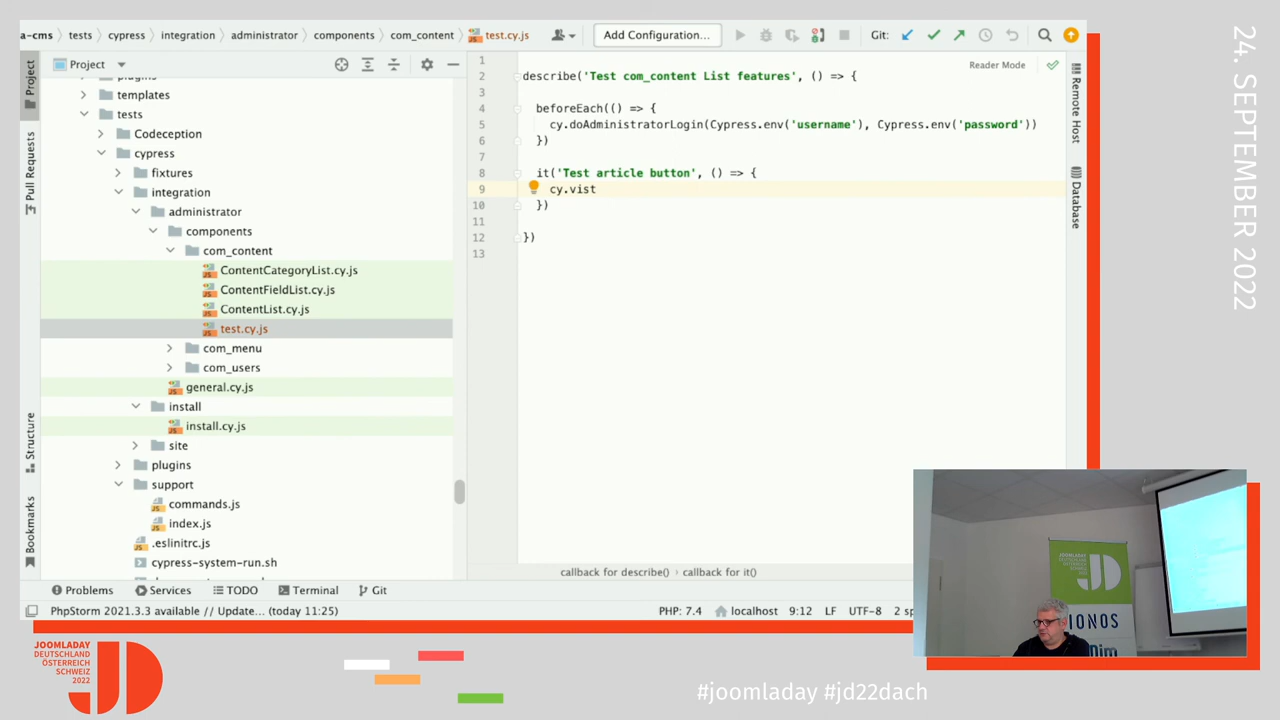 a-cms tests cypress integration administrator components com_content test.cy.js Add Configuration... Git:
Project
Reader Mode
templates
tests
Codeception
cypress
fixtures
integration
administrator
components
com_content
ContentCategoryList.cy.js
ContentFieldList.cy.js
ContentList.cy.js
test.cy.js
com_menu
com_users
general.cy.js
install
install.cy.js
site
plugins
support
commands.js
index.js
.eslinitrc.js
cypress-system-run.sh
1
2 describe('Test com_content List features', () => {
3
4 beforeEach(() => {
5 cy.doAdministratorLogin(Cypress.env('username'), Cypress.env('password'))
6 })
7
8 it('Test article button', () => {
9 cy.vist
10 })
11
12 })
13
callback for describe() callback for it()
Project
Pull Requests
Structure
Bookmarks
Remote Host
Database
Problems Services TODO Terminal Git
PhpStorm 2021.3.3 available // Update... (today 11:25) PHP: 7.4 localhost 9:12 LF UTF-8 2 sp
24. SEPTEMBER 2022
JOOMLADAY
DEUTSCHLAND
ÖSTERREICH
SCHWEIZ
2022
JD
#joomladay #jd22dach
JD
IONOS